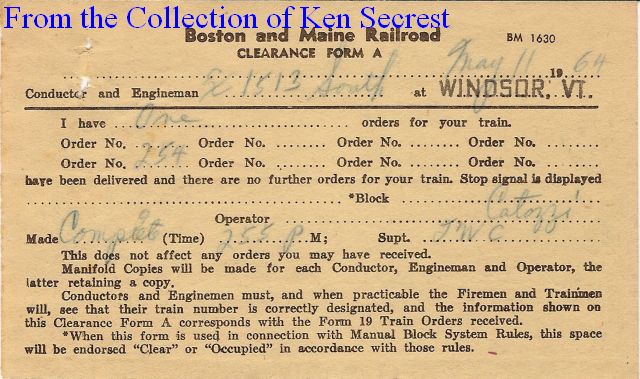 From the Collection of Ken Secrest
Boston and Maine Railroad BM 1630
CLEARANCE FORM A
May 11 1964
Conductor and Engineman X 1513 South at WINDSOR, VT.
I have One orders for your train.
Order No. Order No. Order No. Order No.
Order No. 254 Order No. Order No. Order No.
have been delivered and there are no further orders for your train. Stop signal is displayed
*Block
Operator Catozzi
Made Complete (Time) 255 P M; Supt. JWC
This does not affect any orders you may have received.
Manifold Copies will be made for each Conductor, Engineman and Operator, the
latter retaining a copy.
Conductors and Enginemen must, and when practicable the Firemen and Trainmen
will, see that their train number is correctly designated, and the information shown on
this Clearance Form A corresponds with the Form 19 Train Orders received.
*When this form is used in connection with Manual Block System Rules, this space
will be endorsed "Clear" or "Occupied" in accordance with those rules.